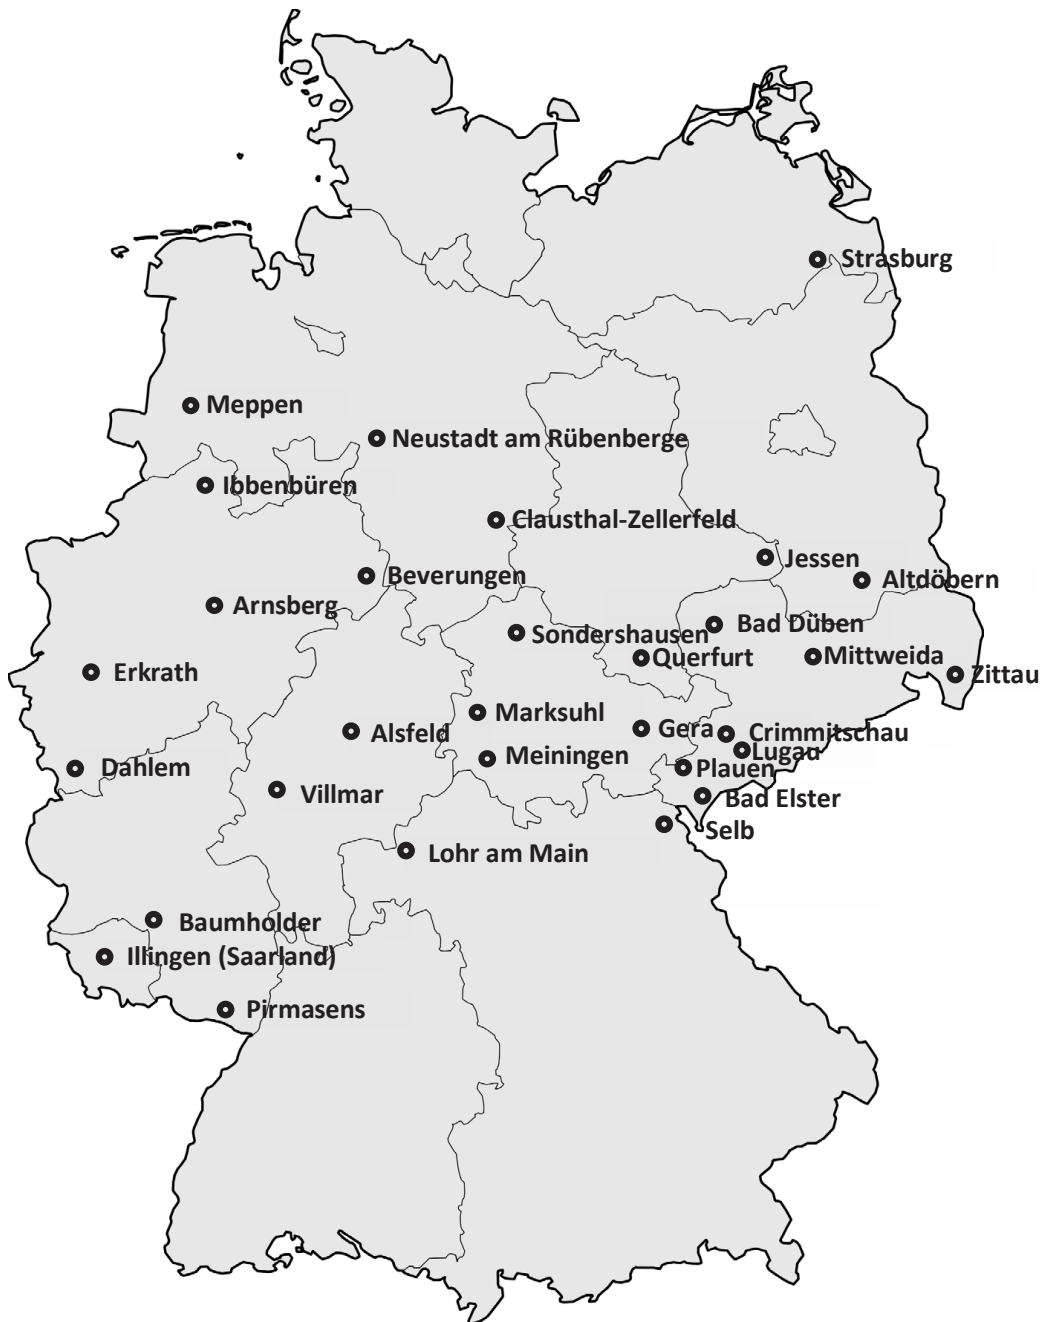 Strasburg
Meppen
Neustadt am Rübenberge
Ibbenbüren
Clausthal-Zellerfeld
Jessen
Beverungen
Altdöbern
Arnsberg
Bad Düben
Sondershausen
Querfurt
Mittweida
Erkrath
Zittau
Marksuhl
Gera
Alsfeld
Crimmitschau
Lugau
Meiningen
Dahlem
Plauen
Villmar
Bad Elster
Selb
Lohr am Main
Baumholder
Illingen (Saarland)
Pirmasens